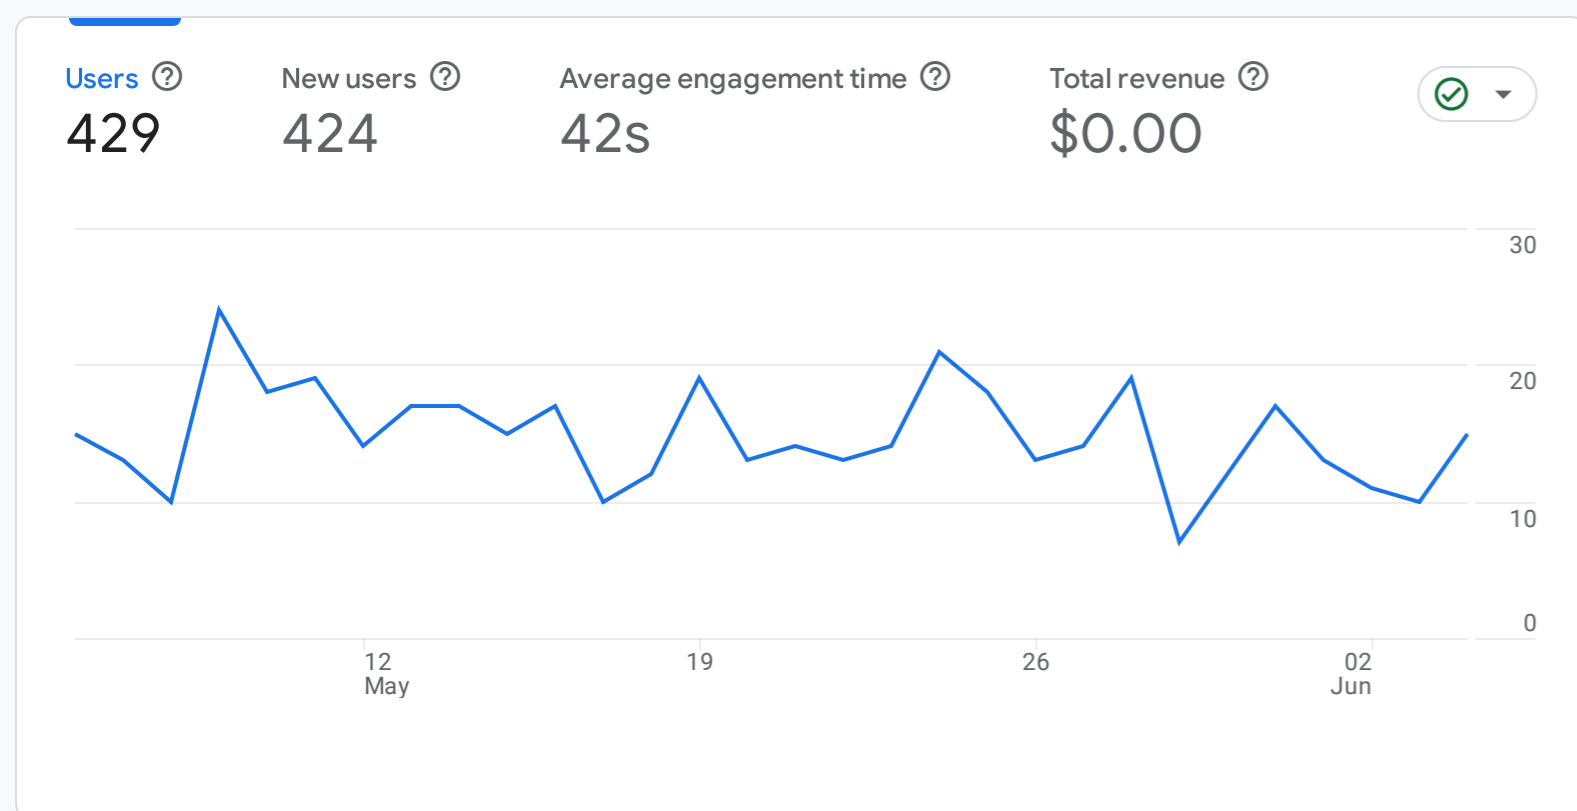 Users New users Average engagement time Total revenue
429 424 42s $0.00
30
20
10
0
12 19 26 02
May Jun